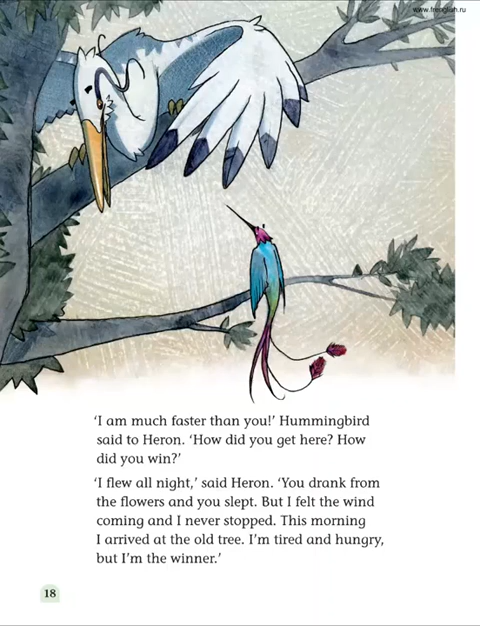 www.frenglish.ru
‘I am much faster than you!’ Hummingbird
said to Heron. ‘How did you get here? How
did you win?’
‘I flew all night,’ said Heron. ‘You drank from
the flowers and you slept. But I felt the wind
coming and I never stopped. This morning
I arrived at the old tree. I’m tired and hungry,
but I’m the winner.’
18